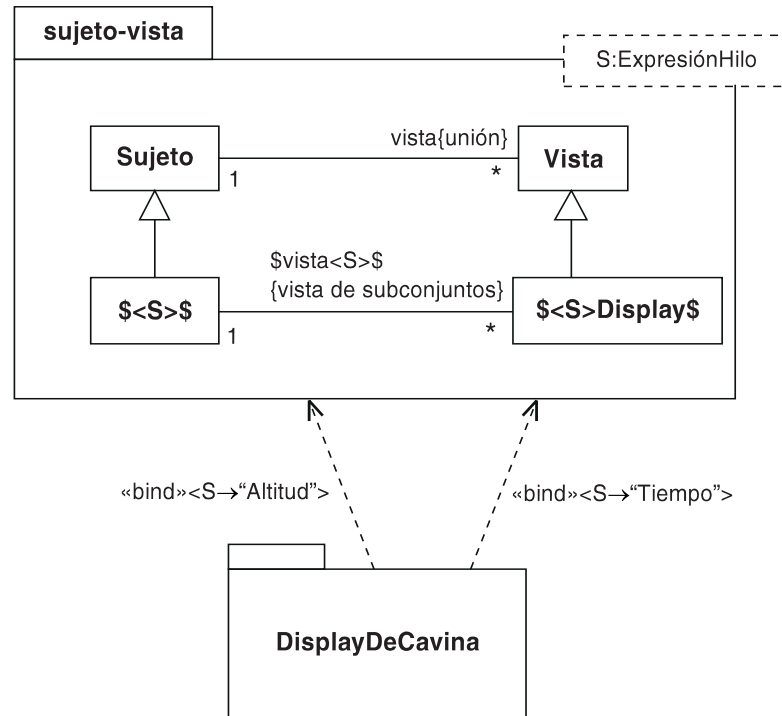 sujeto-vista
S:ExpresiónHilo
Sujeto
vista{unión}
Vista
1
*
$vista<S>$
{vista de subconjuntos}
$<S>$
$<S>Display$
1
*
«bind»<S→“Altitud”>
«bind»<S→“Tiempo”>
DisplayDeCavina